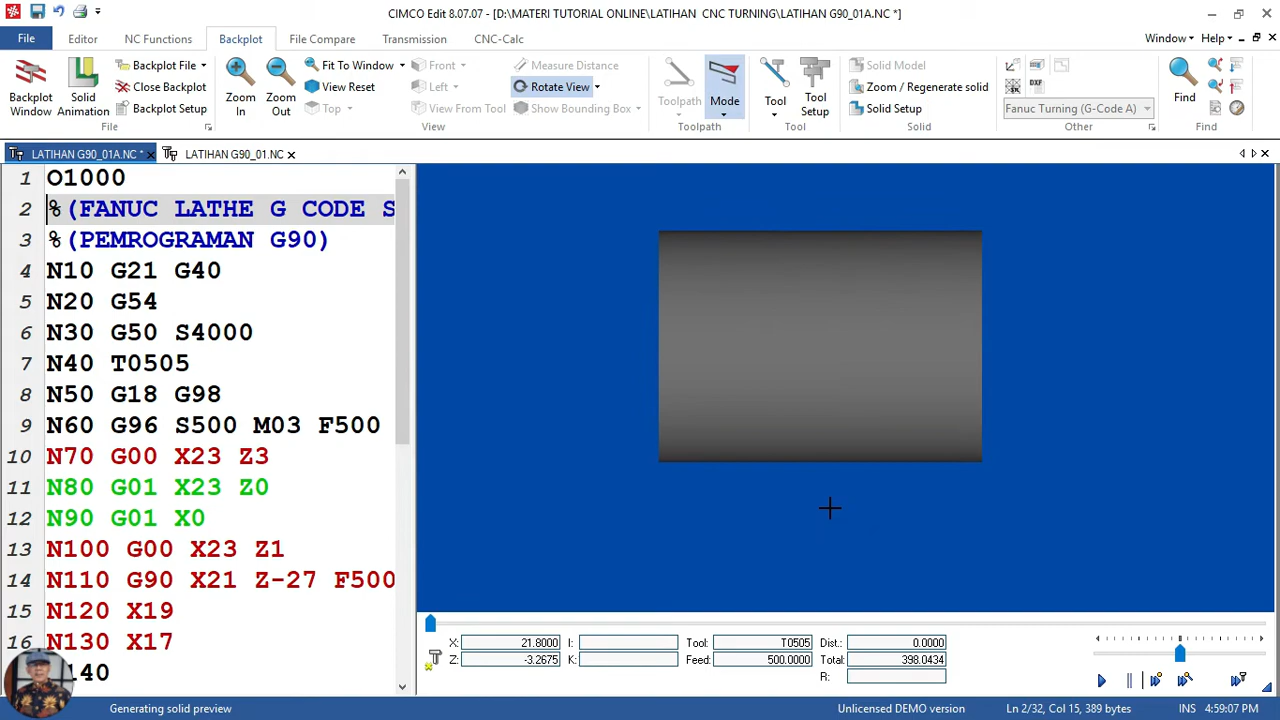 CIMCO Edit 8.07.07 - [D:\MATERI TUTORIAL ONLINE\LATIHAN  CNC TURNING\LATIHAN G90_01A.NC *]
File Editor NC Functions Backplot File Compare Transmission CNC-Calc Window Help
Backplot Window
Solid Animation
Backplot File
Close Backplot
Backplot Setup
File
Zoom In
Zoom Out
Fit To Window
View Reset
Top
Front
Left
View From Tool
Measure Distance
Rotate View
Show Bounding Box
View
Toolpath
Mode
Toolpath
Tool
Tool Setup
Tool
Solid Model
Zoom / Regenerate solid
Solid Setup
Solid
DXF
Fanuc Turning (G-Code A)
Other
Find
Find
LATIHAN G90_01A.NC *
LATIHAN G90_01.NC
1 O1000
2 %(FANUC LATHE G CODE S
3 %(PEMROGRAMAN G90)
4 N10 G21 G40
5 N20 G54
6 N30 G50 S4000
7 N40 T0505
8 N50 G18 G98
9 N60 G96 S500 M03 F500
10 N70 G00 X23 Z3
11 N80 G01 X23 Z0
12 N90 G01 X0
13 N100 G00 X23 Z1
14 N110 G90 X21 Z-27 F500
15 N120 X19
16 N130 X17
140
X: 21.8000 I: Tool: T0505 Dist.: 0.0000
Z: -3.2675 K: Feed: 500.0000 Total: 398.0434
R:
Generating solid preview
Unlicensed DEMO version
Ln 2/32, Col 15, 389 bytes
INS
4:59:07 PM